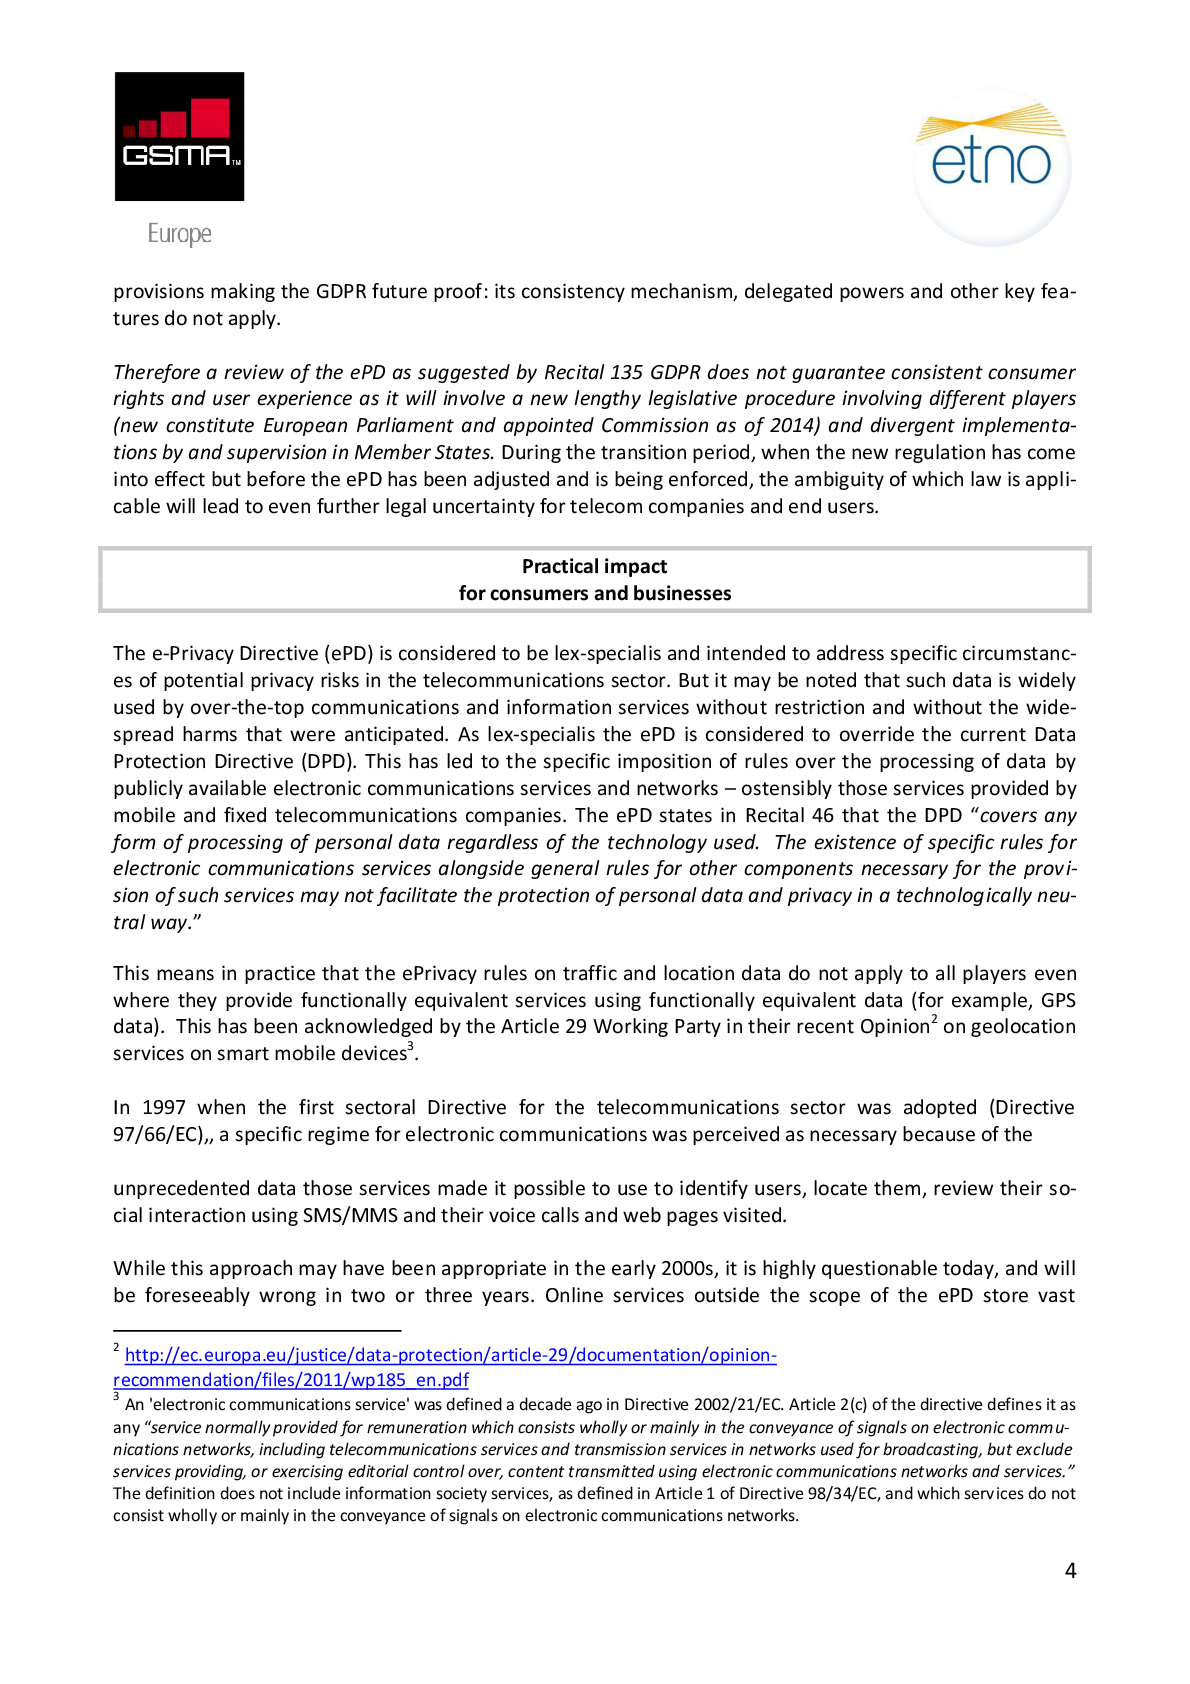 GSMA TM
Europe
etno
provisions making the GDPR future proof: its consistency mechanism, delegated powers and other key fea-
tures do not apply.
Therefore a review of the ePD as suggested by Recital 135 GDPR does not guarantee consistent consumer
rights and user experience as it will involve a new lengthy legislative procedure involving different players
(new constitute European Parliament and appointed Commission as of 2014) and divergent implementa-
tions by and supervision in Member States. During the transition period, when the new regulation has come
into effect but before the ePD has been adjusted and is being enforced, the ambiguity of which law is appli-
cable will lead to even further legal uncertainty for telecom companies and end users.
Practical impact
for consumers and businesses
The e-Privacy Directive (ePD) is considered to be lex-specialis and intended to address specific circumstanc-
es of potential privacy risks in the telecommunications sector. But it may be noted that such data is widely
used by over-the-top communications and information services without restriction and without the wide-
spread harms that were anticipated. As lex-specialis the ePD is considered to override the current Data
Protection Directive (DPD). This has led to the specific imposition of rules over the processing of data by
publicly available electronic communications services and networks – ostensibly those services provided by
mobile and fixed telecommunications companies. The ePD states in Recital 46 that the DPD “covers any
form of processing of personal data regardless of the technology used.  The existence of specific rules for
electronic communications services alongside general rules for other components necessary for the provi-
sion of such services may not facilitate the protection of personal data and privacy in a technologically neu-
tral way.”
This means in practice that the ePrivacy rules on traffic and location data do not apply to all players even
where they provide functionally equivalent services using functionally equivalent data (for example, GPS
data).  This has been acknowledged by the Article 29 Working Party in their recent Opinion2 on geolocation
services on smart mobile devices3.
In 1997 when the first sectoral Directive for the telecommunications sector was adopted (Directive
97/66/EC),, a specific regime for electronic communications was perceived as necessary because of the
unprecedented data those services made it possible to use to identify users, locate them, review their so-
cial interaction using SMS/MMS and their voice calls and web pages visited.
While this approach may have been appropriate in the early 2000s, it is highly questionable today, and will
be foreseeably wrong in two or three years. Online services outside the scope of the ePD store vast
2 http://ec.europa.eu/justice/data-protection/article-29/documentation/opinion-
recommendation/files/2011/wp185_en.pdf
3 An 'electronic communications service' was defined a decade ago in Directive 2002/21/EC. Article 2(c) of the directive defines it as
any “service normally provided for remuneration which consists wholly or mainly in the conveyance of signals on electronic commu-
nications networks, including telecommunications services and transmission services in networks used for broadcasting, but exclude
services providing, or exercising editorial control over, content transmitted using electronic communications networks and services.”
The definition does not include information society services, as defined in Article 1 of Directive 98/34/EC, and which services do not
consist wholly or mainly in the conveyance of signals on electronic communications networks.
4